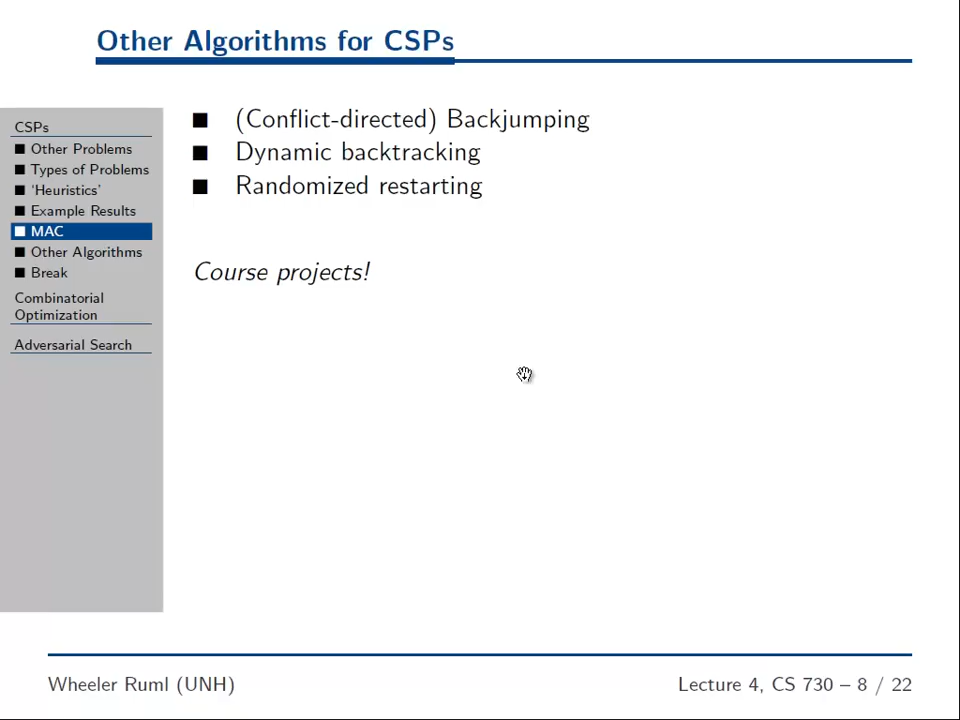 Other Algorithms for CSPs
CSPs
■ Other Problems
■ Types of Problems
■ ‘Heuristics’
■ Example Results
■ MAC
■ Other Algorithms
■ Break
Combinatorial
Optimization
Adversarial Search
■ (Conflict-directed) Backjumping
■ Dynamic backtracking
■ Randomized restarting
Course projects!
Wheeler Ruml (UNH)
Lecture 4, CS 730 – 8 / 22